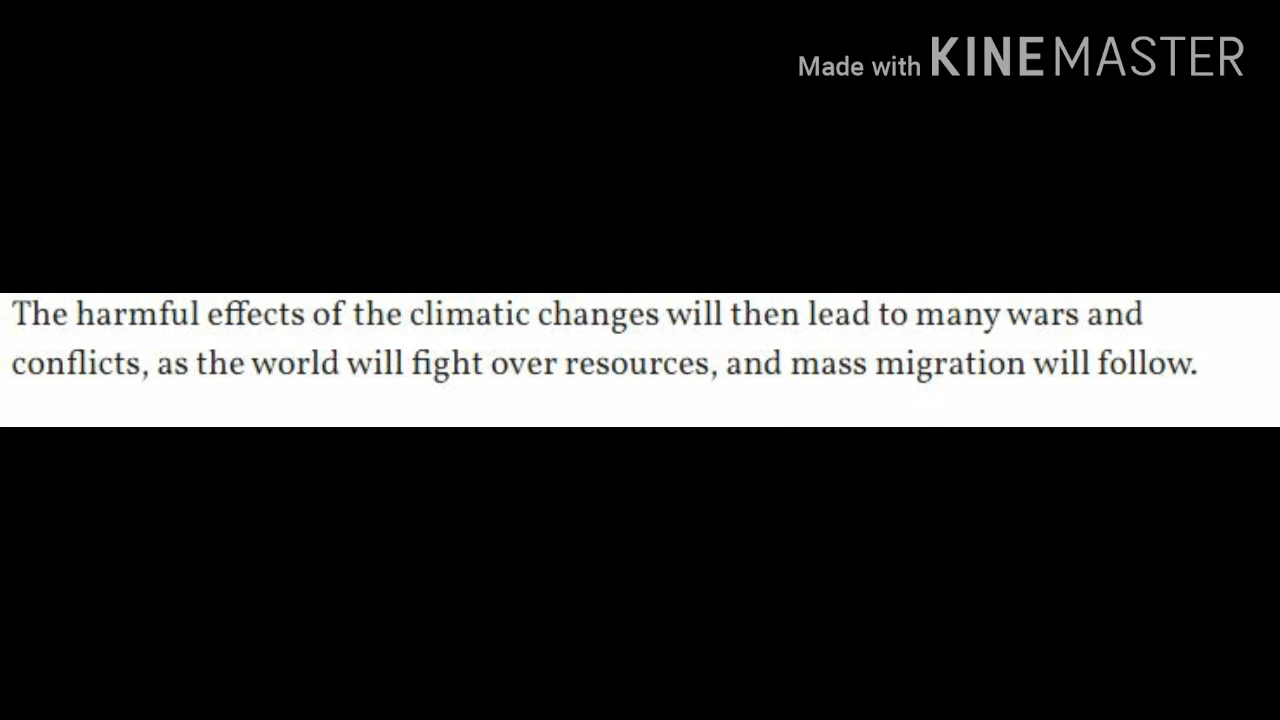 Made with KINEMASTER
The harmful effects of the climatic changes will then lead to many wars and
conflicts, as the world will fight over resources, and mass migration will follow.